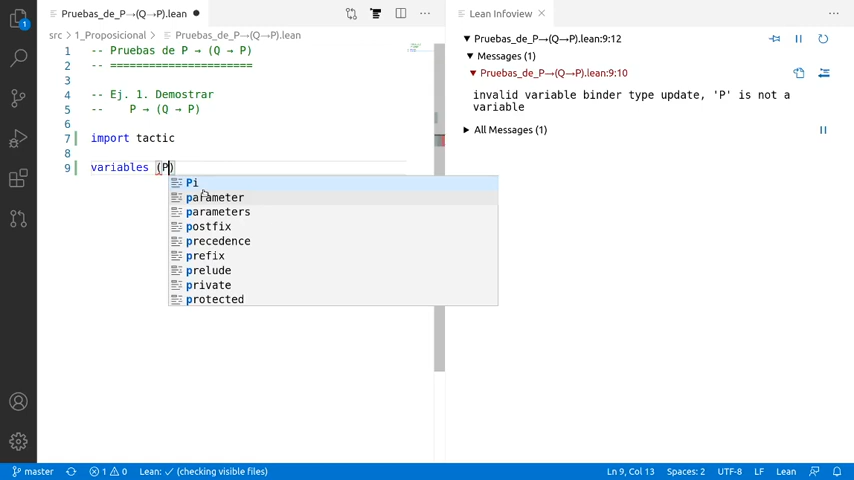 Pruebas_de_P→(Q→P).lean ●
Lean Infoview
src > 1_Proposicional > Pruebas_de_P→(Q→P).lean
1 -- Pruebas de P → (Q → P)
2 -- ======================
3
4 -- Ej. 1. Demostrar
5 --    P → (Q → P)
6
7 import tactic
8
9 variables (P)
Pi
parameter
parameters
postfix
precedence
prefix
prelude
private
protected
Pruebas_de_P→(Q→P).lean:9:12
Messages (1)
Pruebas_de_P→(Q→P).lean:9:10
invalid variable binder type update, 'P' is not a
variable
All Messages (1)
1
master
1 0 Lean: ✓ (checking visible files)
Ln 9, Col 13 Spaces: 2 UTF-8 LF Lean